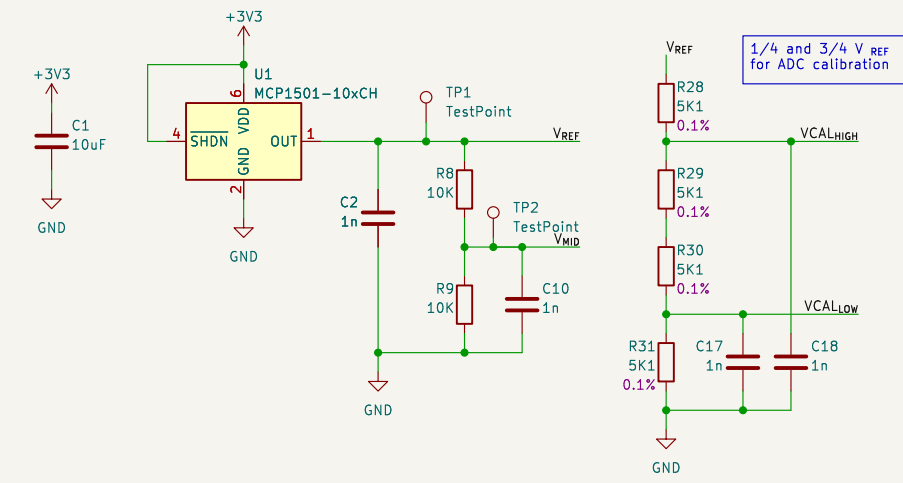 +3V3
C1
10uF
GND
+3V3
U1
MCP1501-10xCH
6
VDD
4
SHDN
OUT
1
GND
2
GND
TP1
TestPoint
VREF
C2
1n
R8
10K
TP2
TestPoint
VMID
R9
10K
C10
1n
GND
VREF
1/4 and 3/4 V REF
for ADC calibration
R28
5K1
0.1%
VCALHIGH
R29
5K1
0.1%
R30
5K1
0.1%
VCALLOW
R31
5K1
0.1%
C17
1n
C18
1n
GND